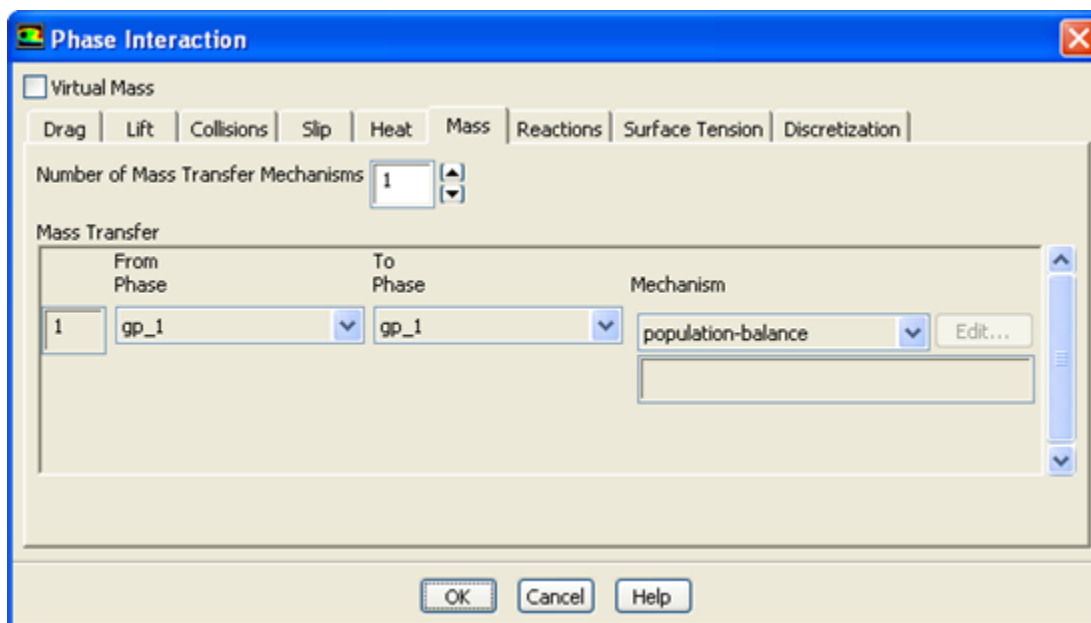 Phase Interaction
Virtual Mass
Drag Lift Collisions Slip Heat Mass Reactions Surface Tension Discretization
Number of Mass Transfer Mechanisms 1
Mass Transfer
From To
Phase Phase Mechanism
1 gp_1 gp_1 population-balance Edit...
OK Cancel Help